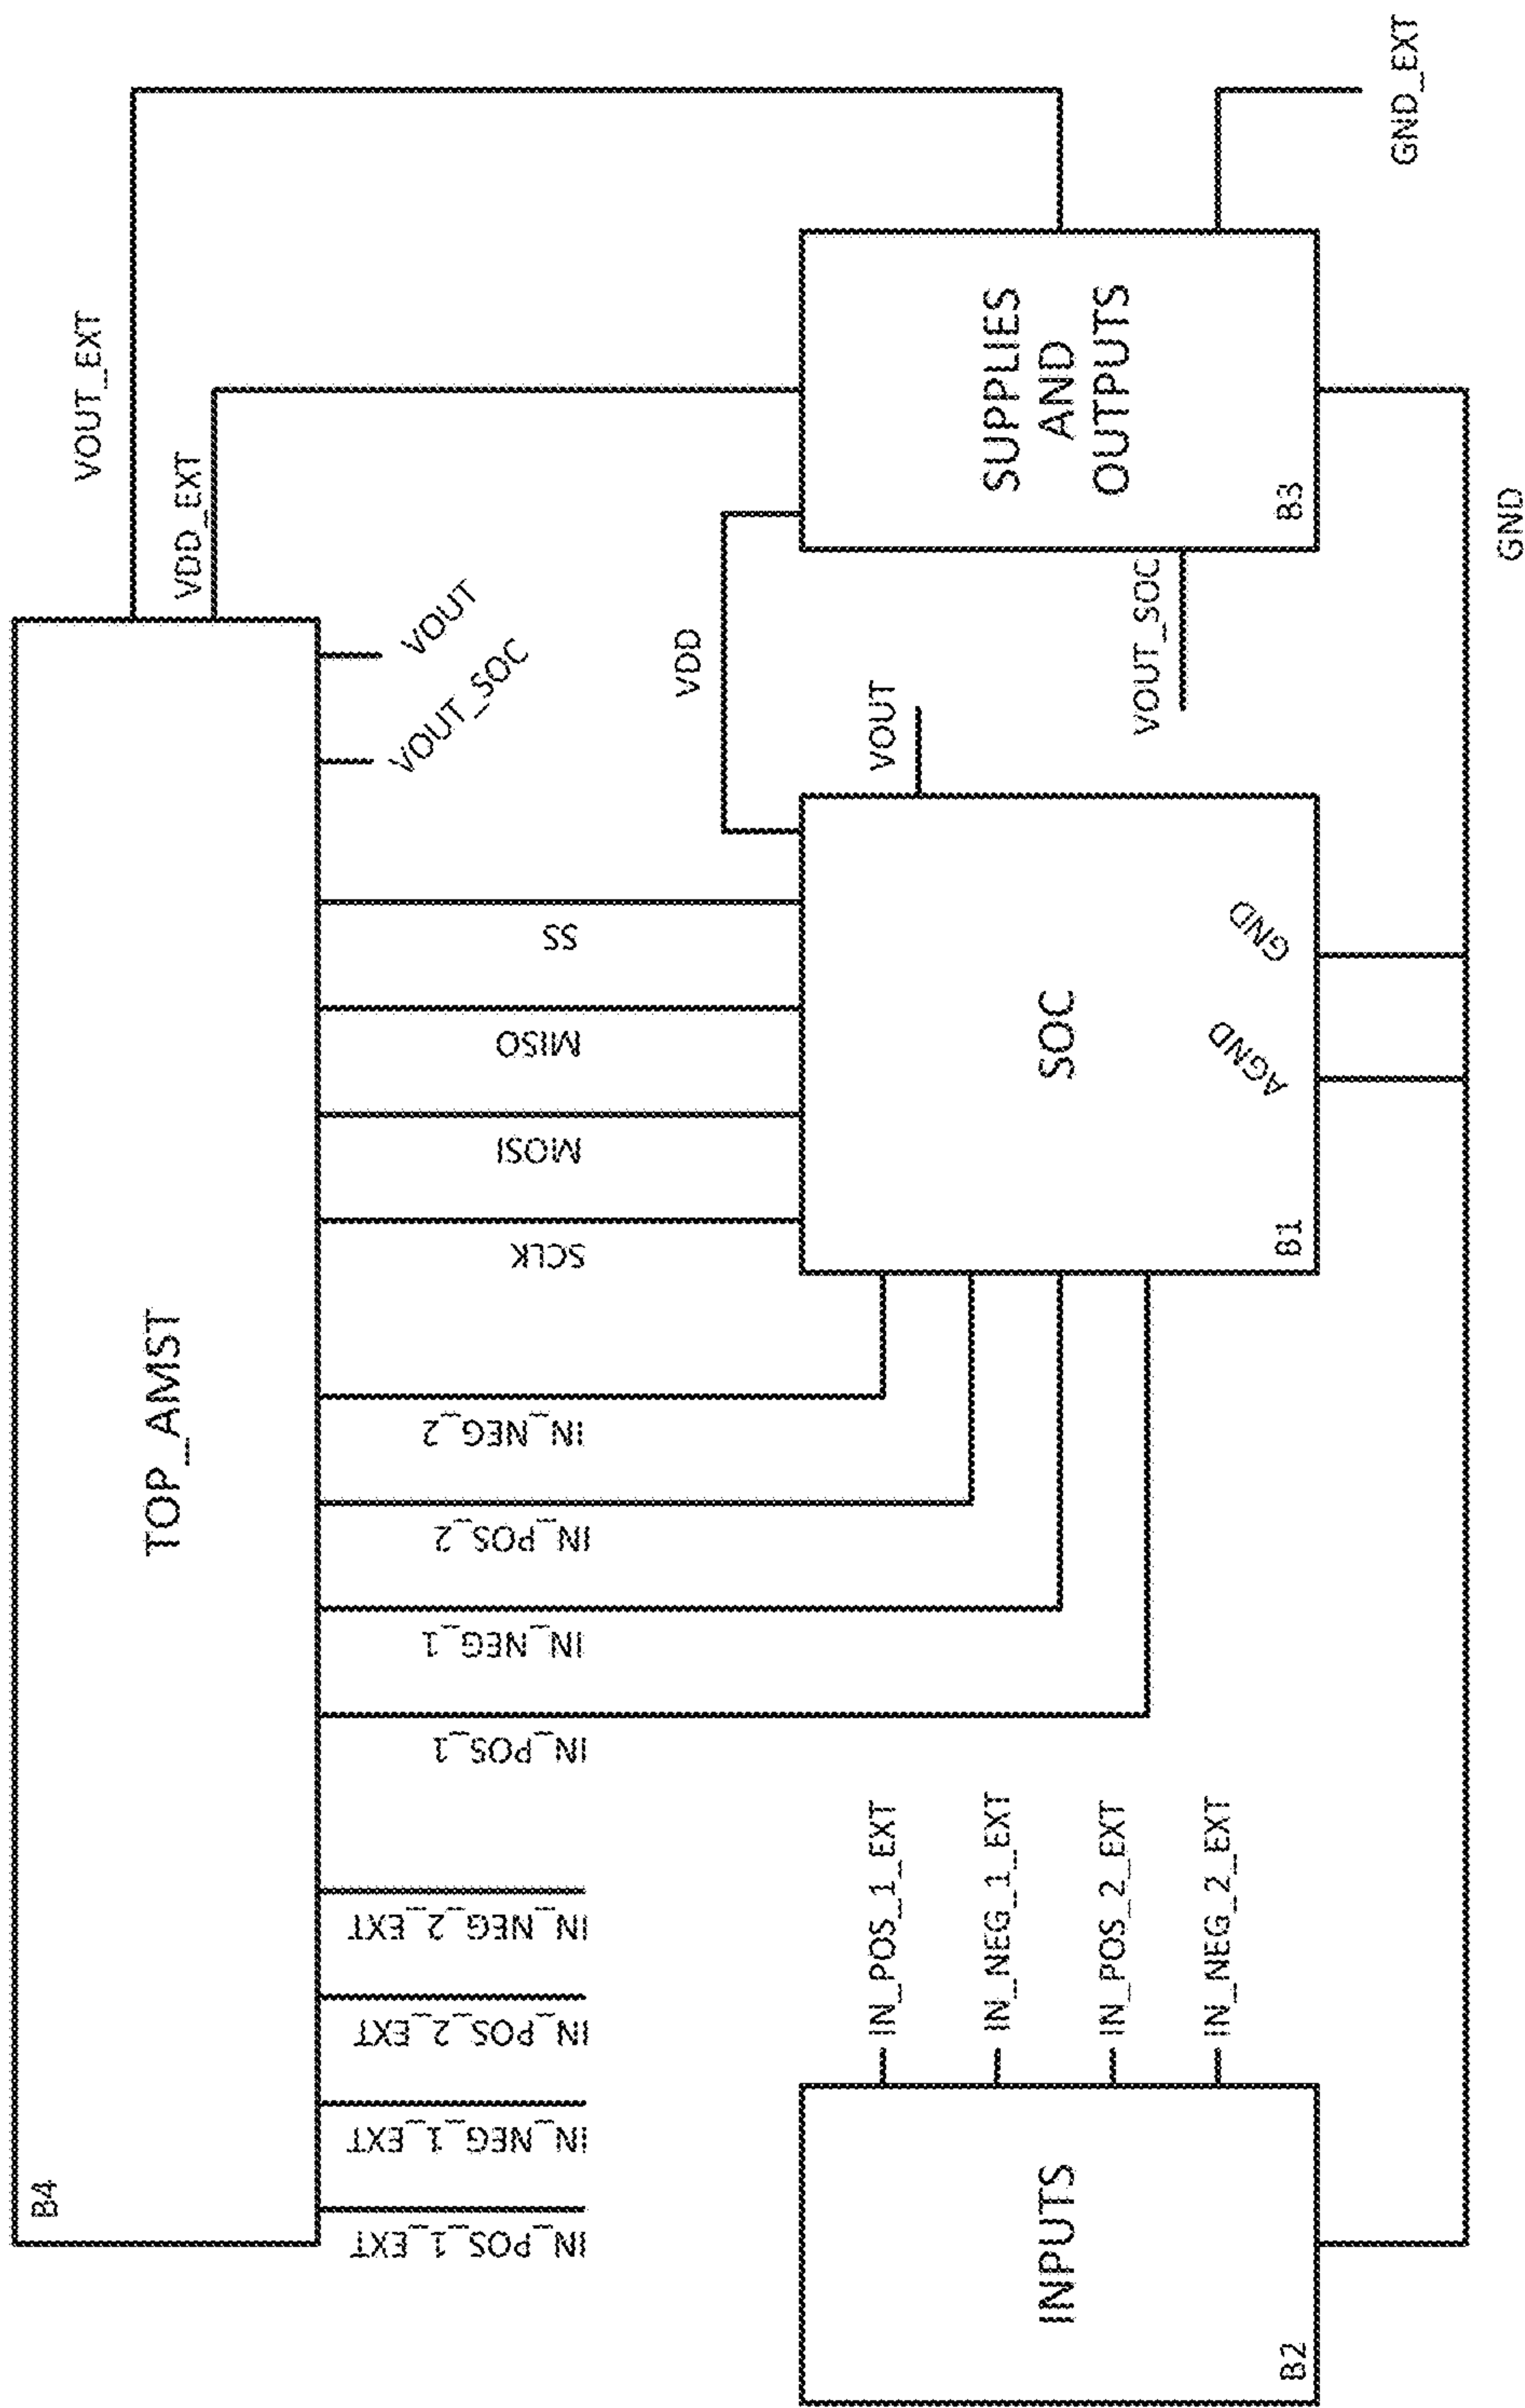 B4
TOP_AMST
VOUT_EXT
VDD_EXT
IN_POS_1_EXT
IN_NEG_1_EXT
IN_POS_2_EXT
IN_NEG_2_EXT
IN_POS_1
IN_NEG_1
IN_POS_2
IN_NEG_2
SCLK
MOSI
MISO
SS
VOUT_SOC
VOUT
VDD
INPUTS
B2
IN_POS_1_EXT
IN_NEG_1_EXT
IN_POS_2_EXT
IN_NEG_2_EXT
SOC
B1
AGND
GND
VOUT
VOUT_SOC
SUPPLIES
AND
OUTPUTS
B3
GND
GND_EXT